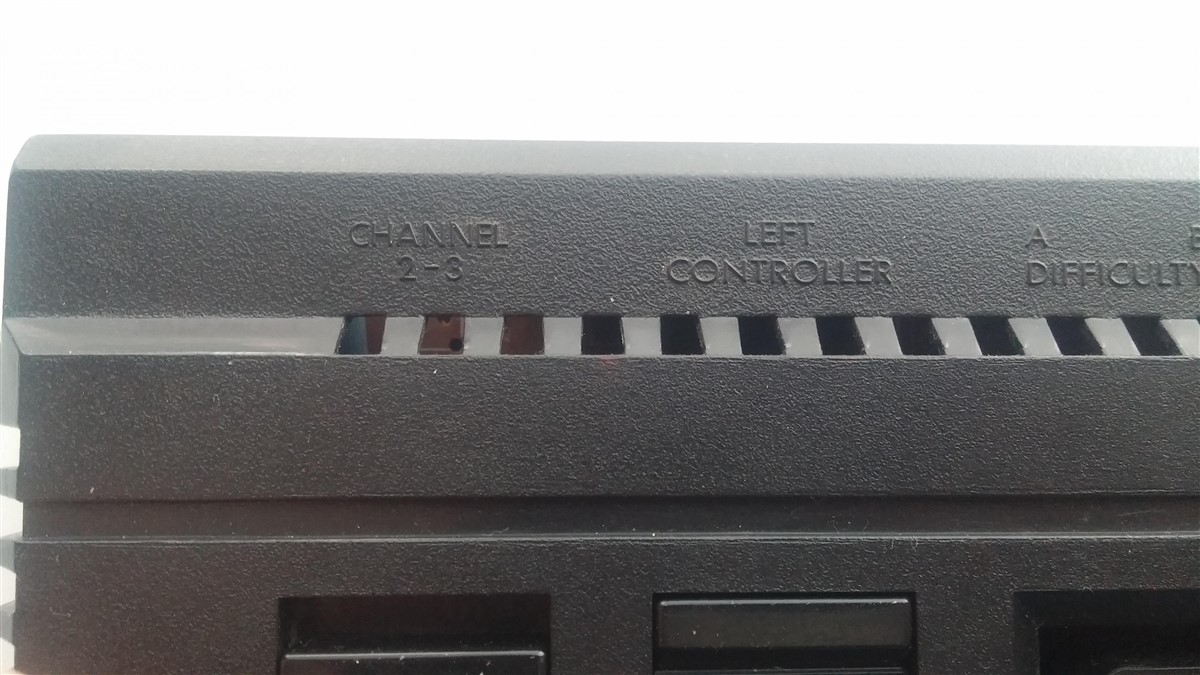 CHANNEL
2-3
LEFT
CONTROLLER
A
DIFFICULTY